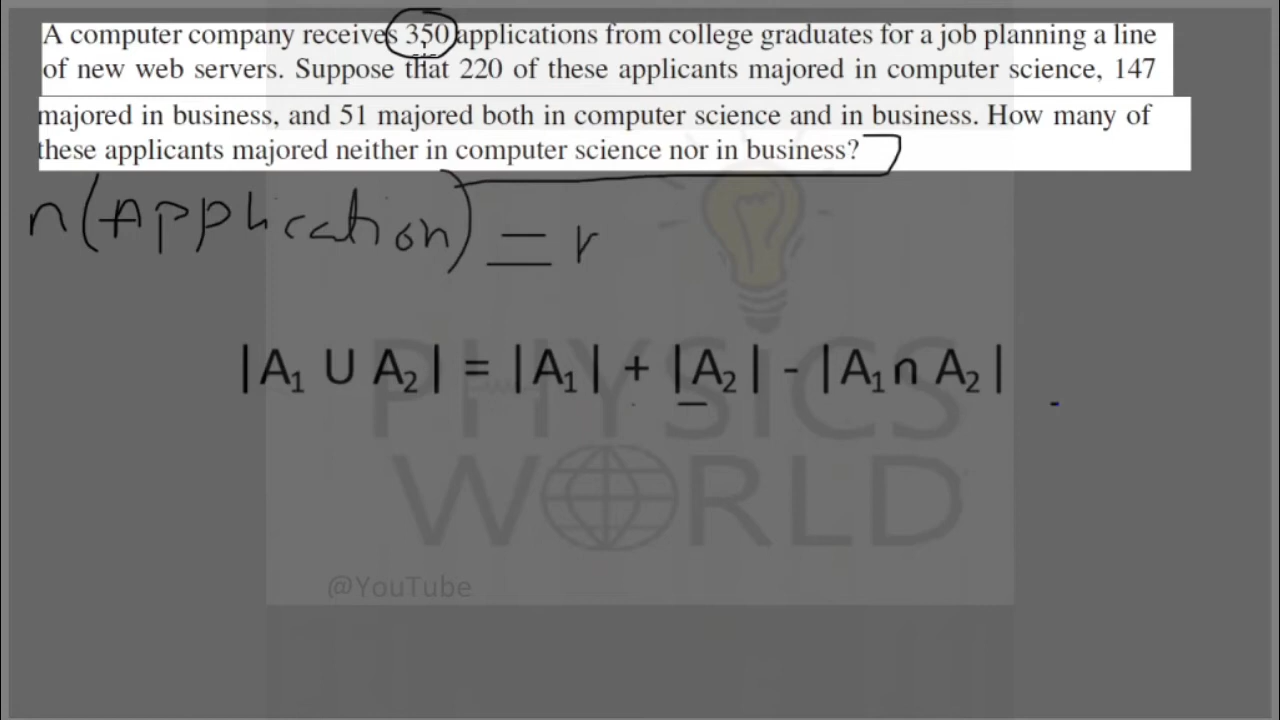 A computer company receives 350 applications from college graduates for a job planning a line
of new web servers. Suppose that 220 of these applicants majored in computer science, 147
majored in business, and 51 majored both in computer science and in business. How many of
these applicants majored neither in computer science nor in business?
n(Application) = r
|A₁ U A₂| = |A₁| + |A₂| - |A₁ n A₂|
PHYSICS
WORLD
@YouTube